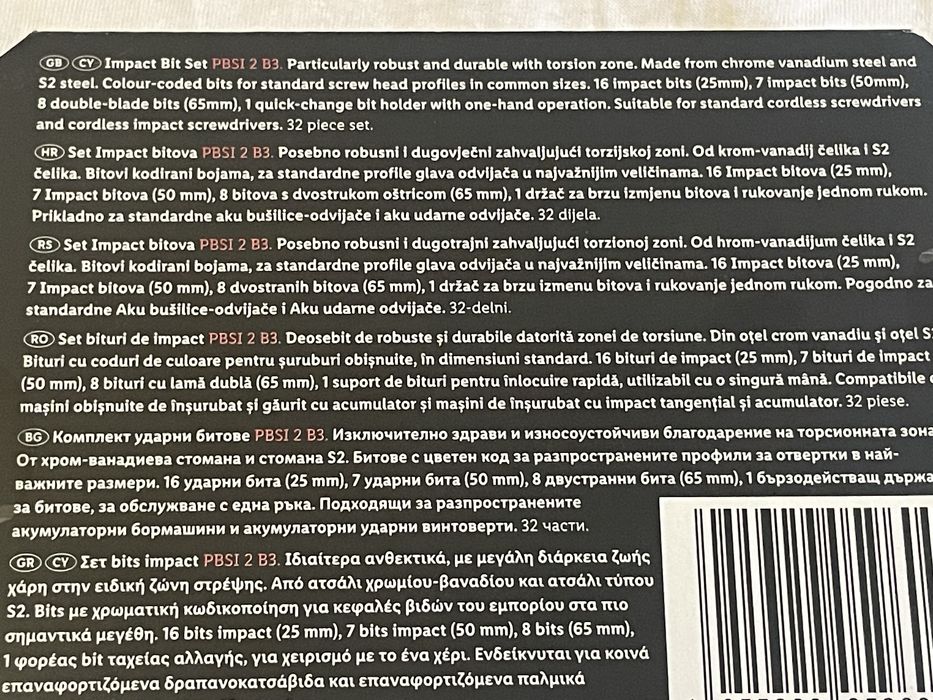 GB CY Impact Bit Set PBSI 2 B3. Particularly robust and durable with torsion zone. Made from chrome vanadium steel and
S2 steel. Colour-coded bits for standard screw head profiles in common sizes. 16 impact bits (25mm), 7 impact bits (50mm),
8 double-blade bits (65mm), 1 quick-change bit holder with one-hand operation. Suitable for standard cordless screwdrivers
and cordless impact screwdrivers. 32 piece set.
HR Set Impact bitova PBSI 2 B3. Posebno robusni i dugovječni zahvaljujući torzijskoj zoni. Od krom-vanadij čelika i S2
čelika. Bitovi kodirani bojama, za standardne profile glava odvijača u najvažnijim veličinama. 16 Impact bitova (25 mm),
7 Impact bitova (50 mm), 8 bitova s dvostrukom oštricom (65 mm), 1 držač za brzu izmjenu bitova i rukovanje jednom rukom.
Prikladno za standardne aku bušilice-odvijače i aku udarne odvijače. 32 dijela.
RS Set Impact bitova PBSI 2 B3. Posebno robusni i dugotrajni zahvaljujući torzionoj zoni. Od hrom-vanadijum čelika i S2
čelika. Bitovi kodirani bojama, za standardne profile glava odvijača u najvažnijim veličinama. 16 Impact bitova (25 mm),
7 Impact bitova (50 mm), 8 dvostranih bitova (65 mm), 1 držač za brzu izmenu bitova i rukovanje jednom rukom. Pogodno za
standardne Aku bušilice-odvijače i Aku udarne odvijače. 32-delni.
RO Set bituri de impact PBSI 2 B3. Deosebit de robuste și durabile datorită zonei de torsiune. Din oțel crom vanadiu și oțel S2
Bituri cu coduri de culoare pentru șuruburi obișnuite, în dimensiuni standard. 16 bituri de impact (25 mm), 7 bituri de impact
(50 mm), 8 bituri cu lamă dublă (65 mm), 1 suport de bituri pentru înlocuire rapidă, utilizabil cu o singură mână. Compatibile
mașini obișnuite de înșurubat și găurit cu acumulator și mașini de înșurubat cu impact tangențial și acumulator. 32 piese.
BG Комплект ударни битове PBSI 2 B3. Изключително здрави и износоустойчиви благодарение на торсионната зона
От хром-ванадиева стомана и стомана S2. Битове с цветен код за разпространените профили за отвертки в най-
важните размери. 16 ударни бита (25 mm), 7 ударни бита (50 mm), 8 двустранни бита (65 mm), 1 бързодействащ държа
за битове, за обслужване с една ръка. Подходящи за разпространените
акумулаторни бормашини и акумулаторни ударни винтоверти. 32 части.
GR CY Σετ bits impact PBSI 2 B3. Ιδιαίτερα ανθεκτικά, με μεγάλη διάρκεια ζωής
χάρη στην ειδική ζώνη στρέψης. Από ατσάλι χρωμίου-βαναδίου και ατσάλι τύπου
S2. Bits με χρωματική κωδικοποίηση για κεφαλές βιδών του εμπορίου στα πιο
σημαντικά μεγέθη. 16 bits impact (25 mm), 7 bits impact (50 mm), 8 bits (65 mm),
1 φορέας bit ταχείας αλλαγής, για χειρισμό με το ένα χέρι. Ενδείκνυται για κοινά
επαναφορτιζόμενα δραπανοκατσάβιδα και επαναφορτιζόμενα παλμικά